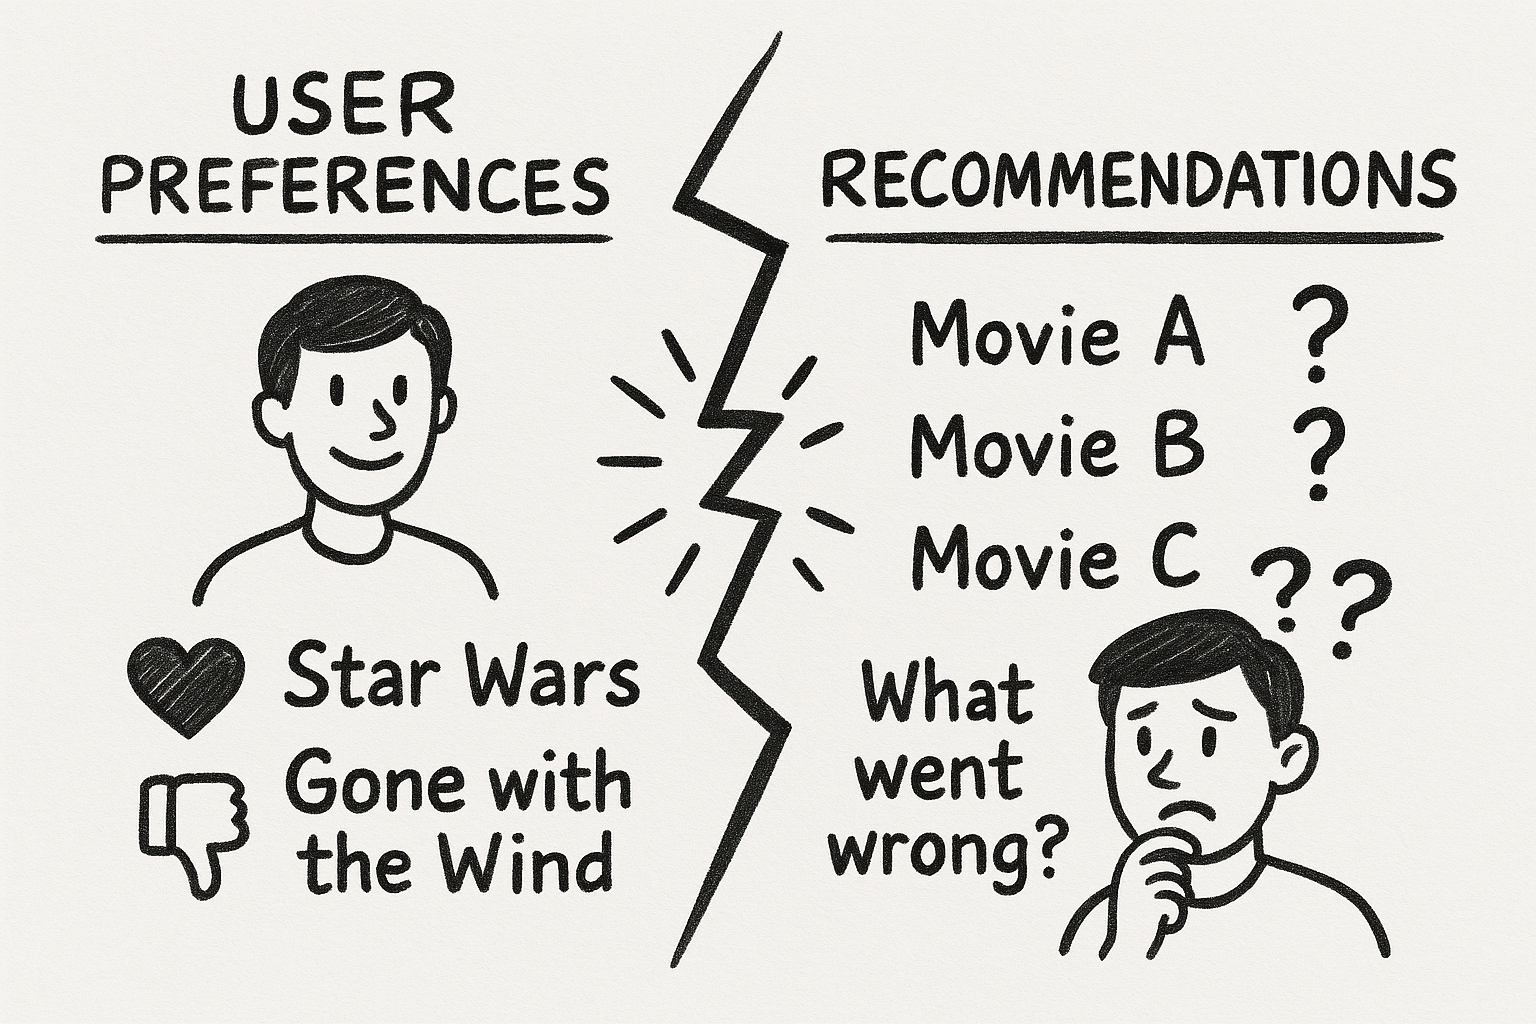 USER
PREFERENCES
Star Wars
Gone with
the Wind
RECOMMENDATIONS
Movie A ?
Movie B ?
Movie C ??
What
went
wrong?